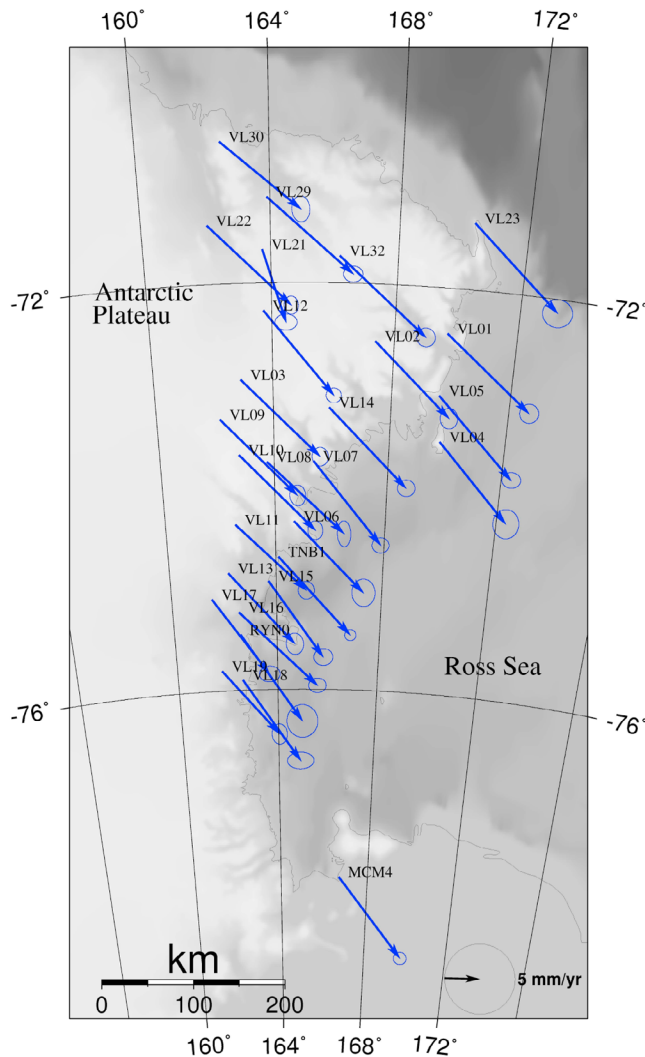 160°
164°
168°
172°
VL30
VL29
VL22
VL23
VL21
VL32
-72°
-72°
Antarctic
Plateau
VL12
VL02
VL01
VL03
VL05
VL14
VL09
VL04
VL10
VL08
VL07
VL11
VL06
TNB1
VL13
VL15
VL17
VL16
RYN0
Ross Sea
VL18
-76°
-76°
MCM4
km
5 mm/yr
0
100
200
160°
164°
168°
172°